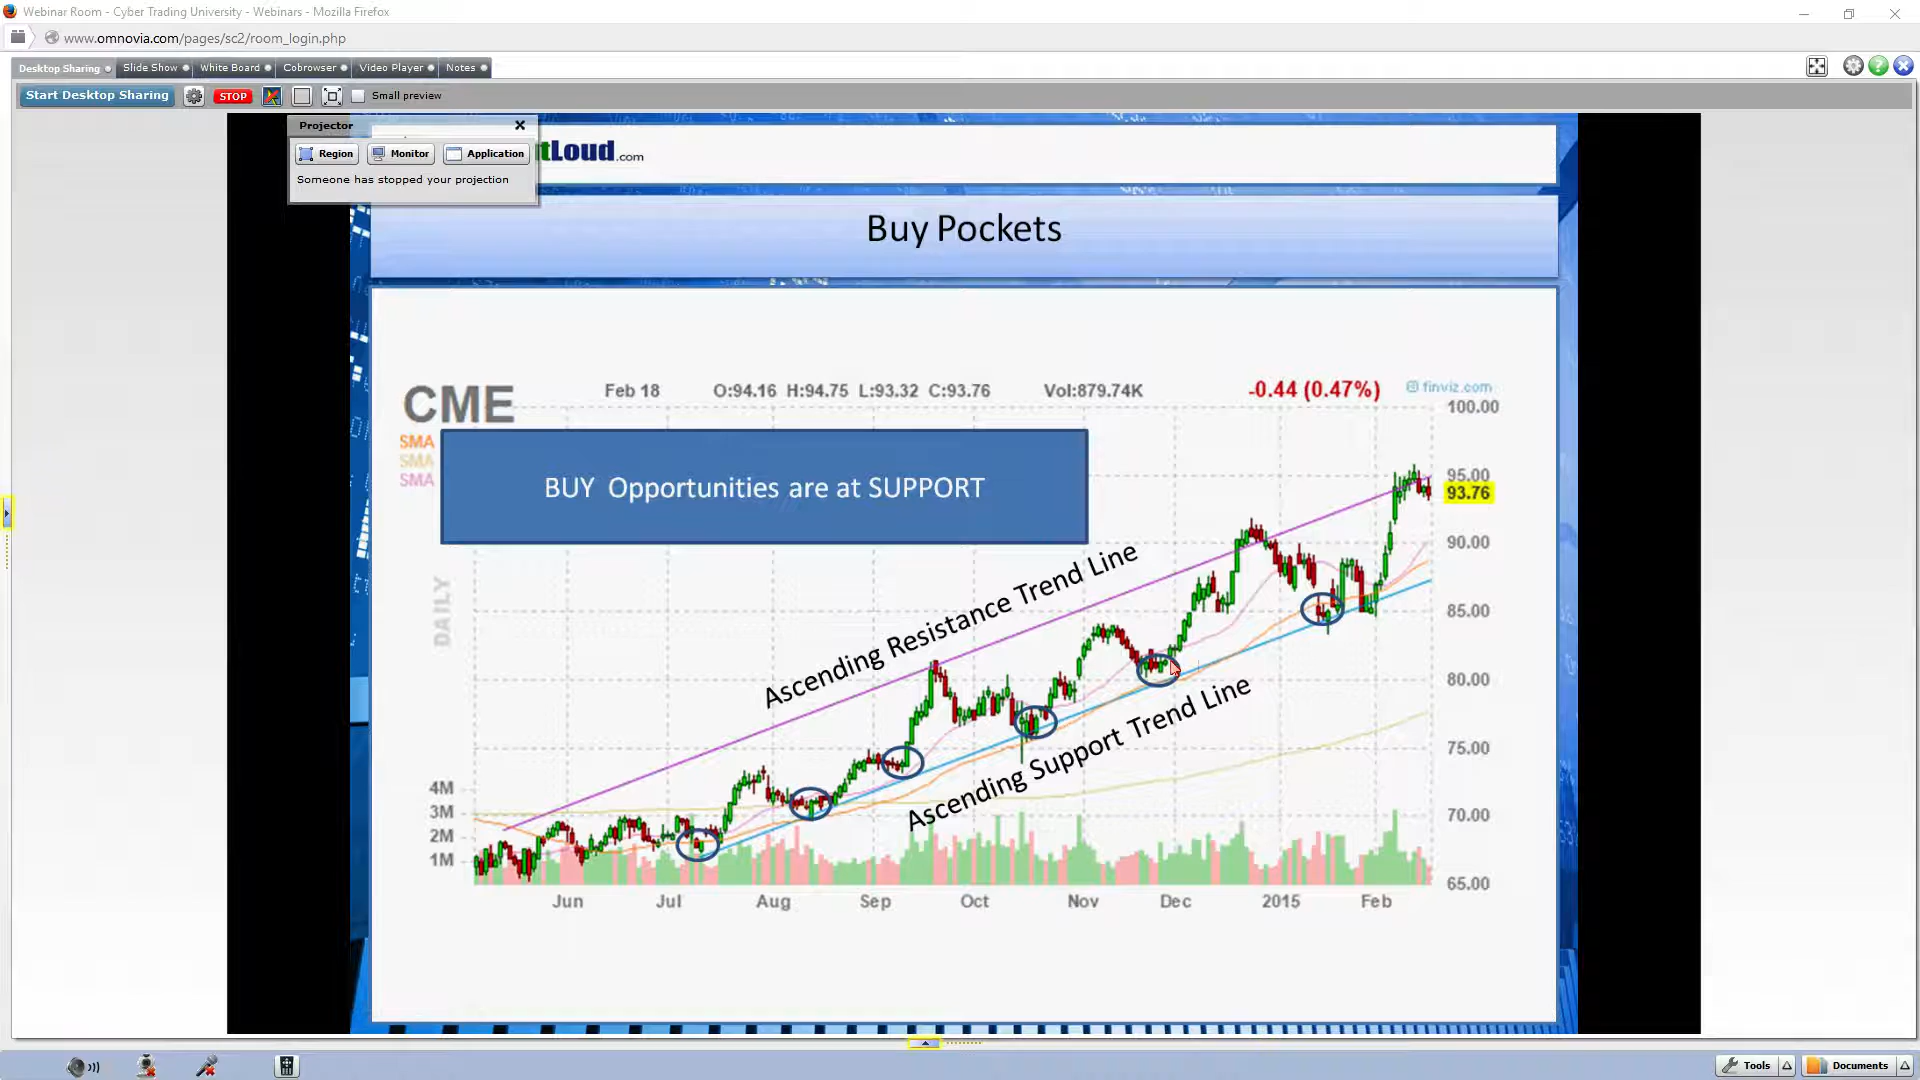 Webinar Room - Cyber Trading University - Webinars - Mozilla Firefox
www.omnovia.com/pages/sc2/room_login.php
Desktop Sharing
Slide Show
White Board
Cobrowser
Video Player
Notes
Start Desktop Sharing
STOP
Small preview
Projector
Region
Monitor
Application
Someone has stopped your projection
tLoud.com
Buy Pockets
CME
Feb 18
O:94.16 H:94.75 L:93.32 C:93.76
Vol:879.74K
-0.44 (0.47%)
finviz.com
SMA
SMA
SMA
BUY Opportunities are at SUPPORT
DAILY
Ascending Resistance Trend Line
Ascending Support Trend Line
100.00
95.00
93.76
90.00
85.00
80.00
75.00
70.00
65.00
4M
3M
2M
1M
Jun
Jul
Aug
Sep
Oct
Nov
Dec
2015
Feb
Tools
Documents